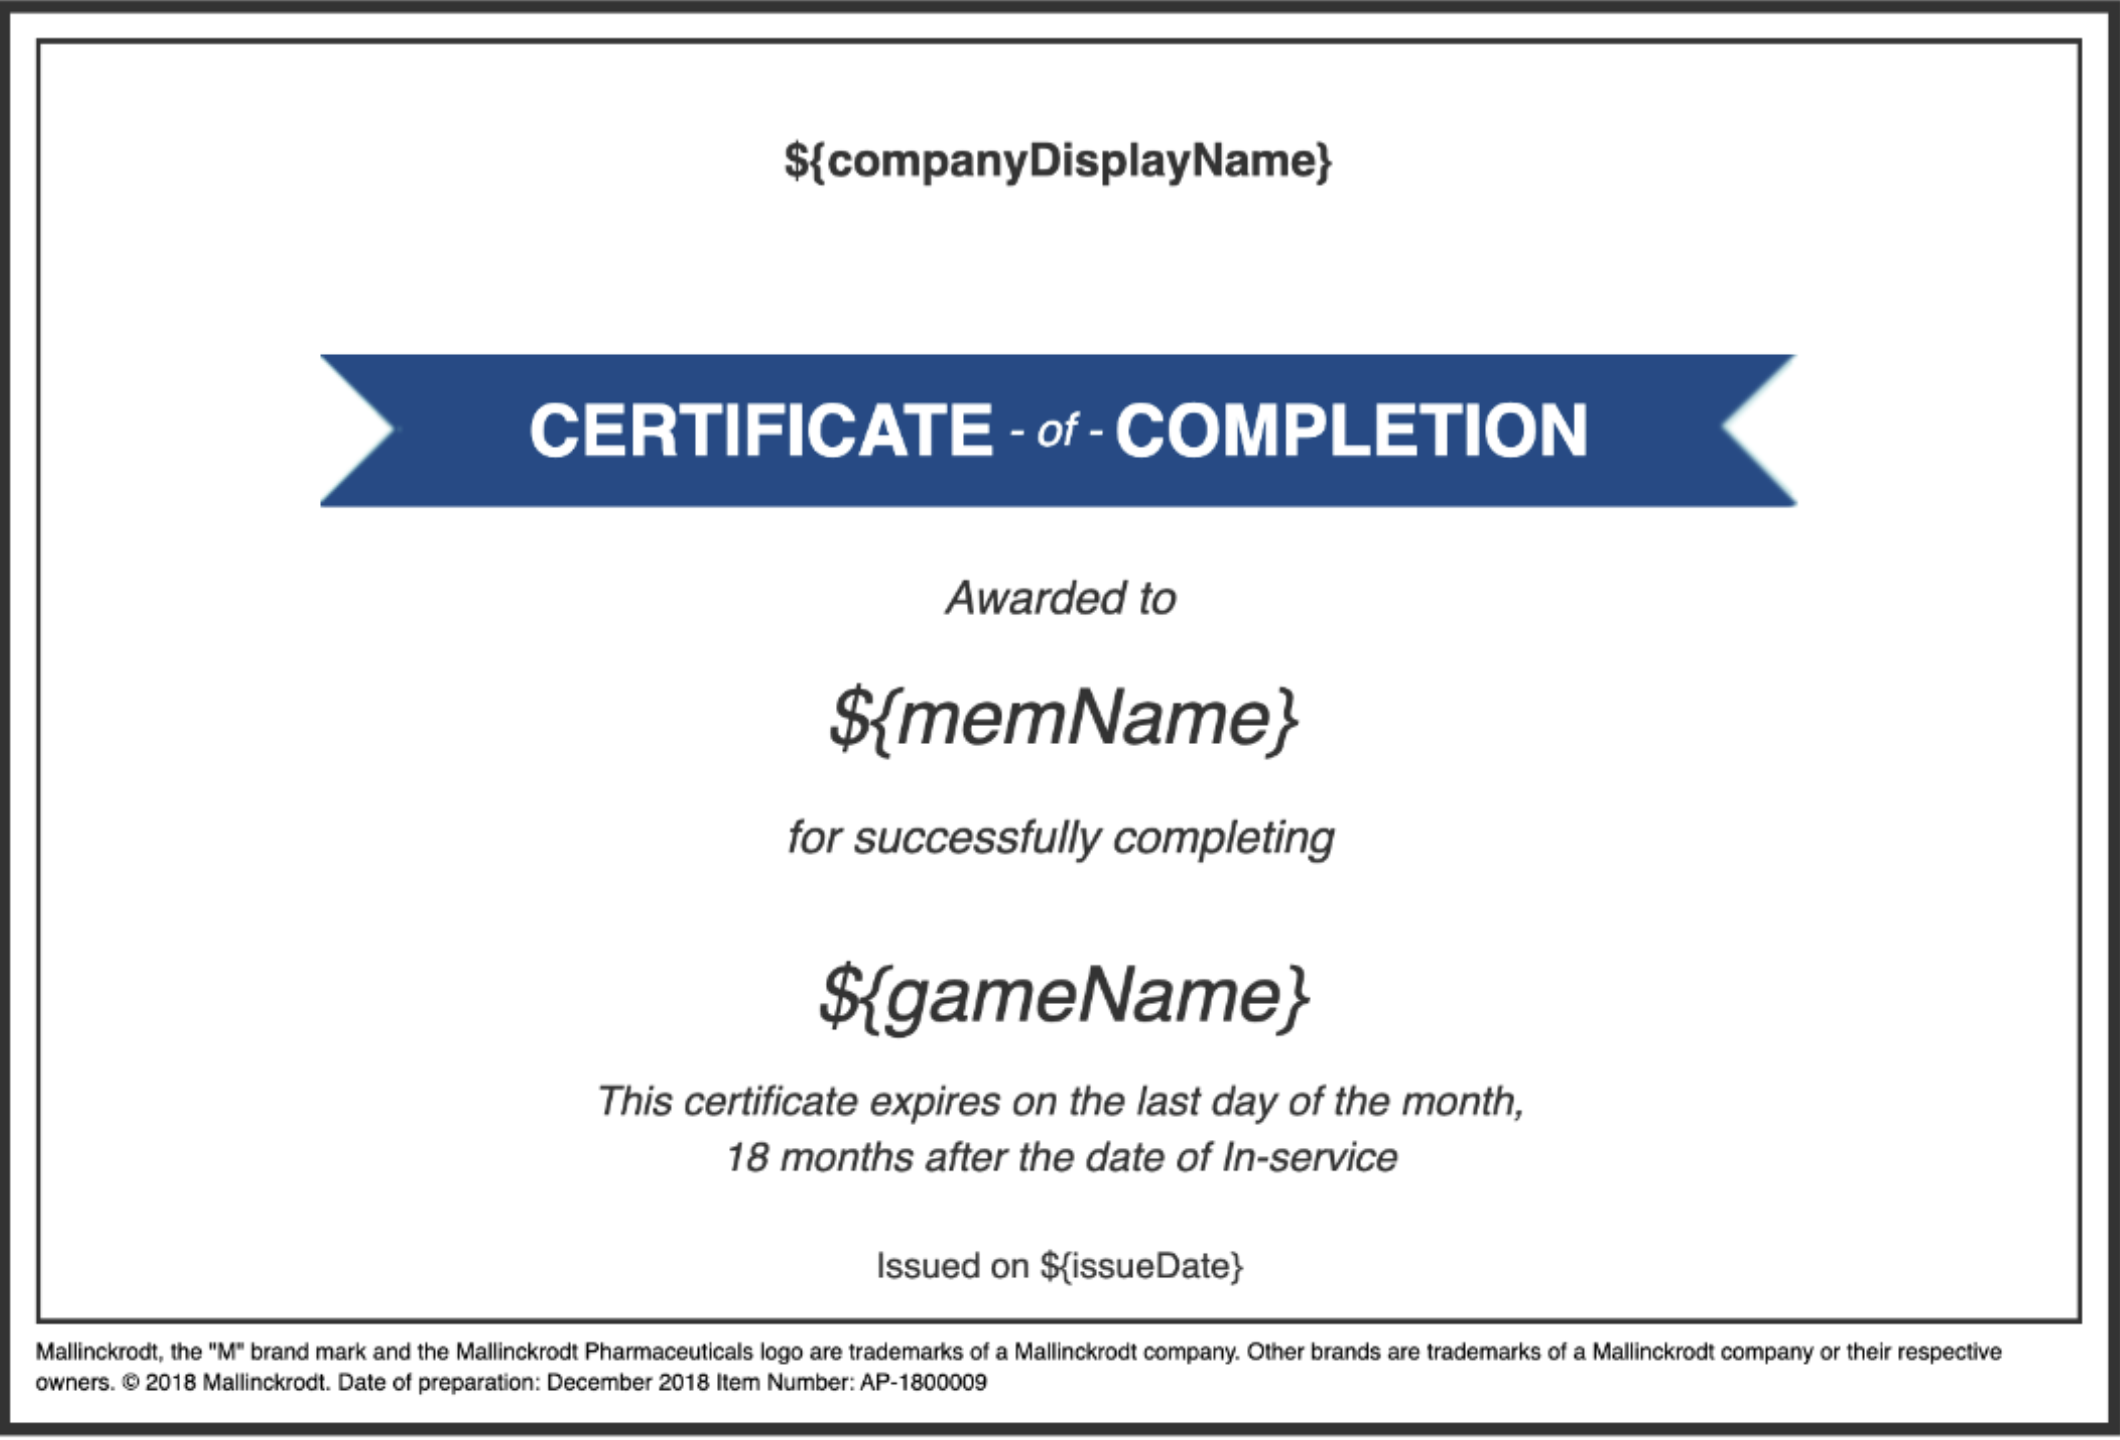 ${companyDisplayName}
CERTIFICATE - of - COMPLETION
Awarded to
${memName}
for successfully completing
${gameName}
This certificate expires on the last day of the month,
18 months after the date of In-service
Issued on ${issueDate}
Mallinckrodt, the "M" brand mark and the Mallinckrodt Pharmaceuticals logo are trademarks of a Mallinckrodt company. Other brands are trademarks of a Mallinckrodt company or their respective
owners. © 2018 Mallinckrodt. Date of preparation: December 2018 Item Number: AP-1800009